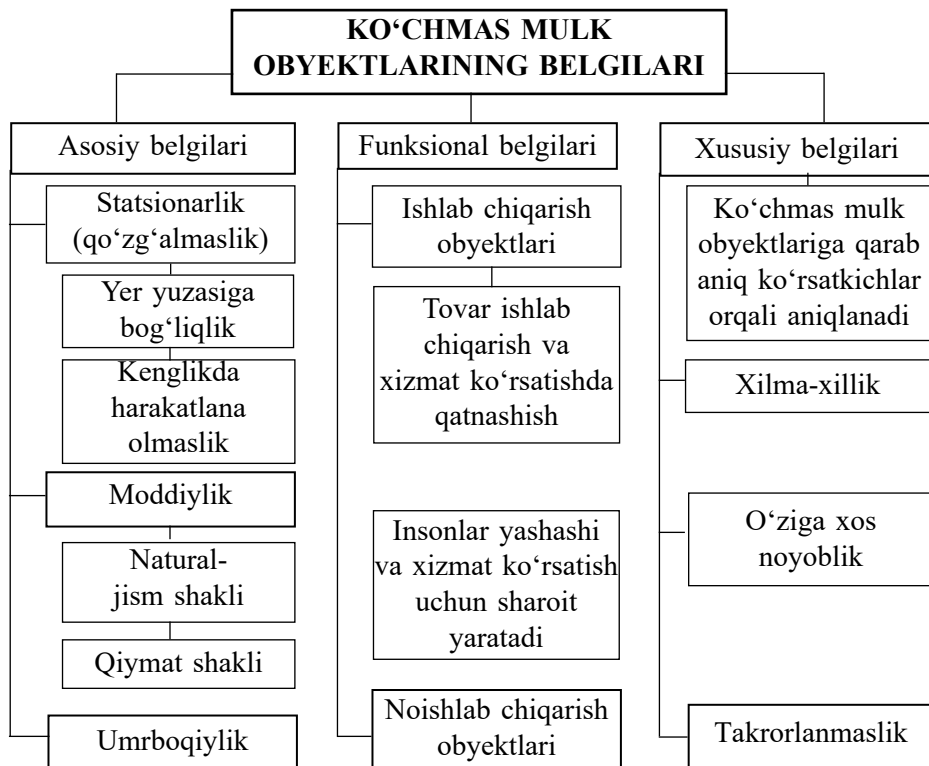 KO‘CHMAS MULK
OBYEKTLARINING BELGILARI
Asosiy belgilari
Statsionarlik
(qo‘zg‘almaslik)
Yer yuzasiga
bog‘liqlik
Kenglikda
harakatlana
olmaslik
Moddiylik
Natural-
jism shakli
Qiymat shakli
Umrboqiylik
Funksional belgilari
Ishlab chiqarish
obyektlari
Tovar ishlab
chiqarish va
xizmat ko‘rsatishda
qatnashish
Insonlar yashashi
va xizmat ko‘rsatish
uchun sharoit
yaratadi
Noishlab chiqarish
obyektlari
Xususiy belgilari
Ko‘chmas mulk
obyektlariga qarab
aniq ko‘rsatkichlar
orqali aniqlanadi
Xilma-xillik
O‘ziga xos
noyoblik
Takrorlanmaslik